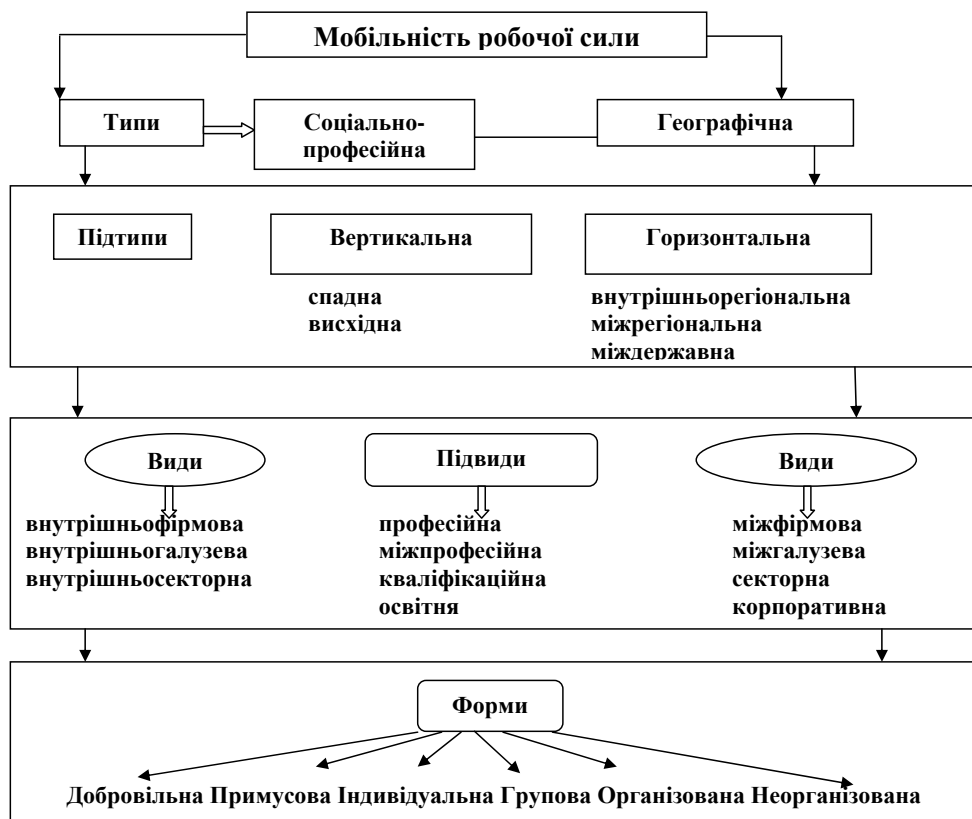 Мобільність робочої сили
Типи
Соціально-
професійна
Географічна
Підтипи
Вертикальна
Горизонтальна
спадна
висхідна
внутрішньорегіональна
міжрегіональна
міждержавна
Види
Підвиди
Види
внутрішньофірмова
внутрішньогалузева
внутрішньосекторна
професійна
міжпрофесійна
кваліфікаційна
освітня
міжфірмова
міжгалузева
секторна
корпоративна
Форми
Добровільна Примусова Індивідуальна Групова Організована Неорганізована